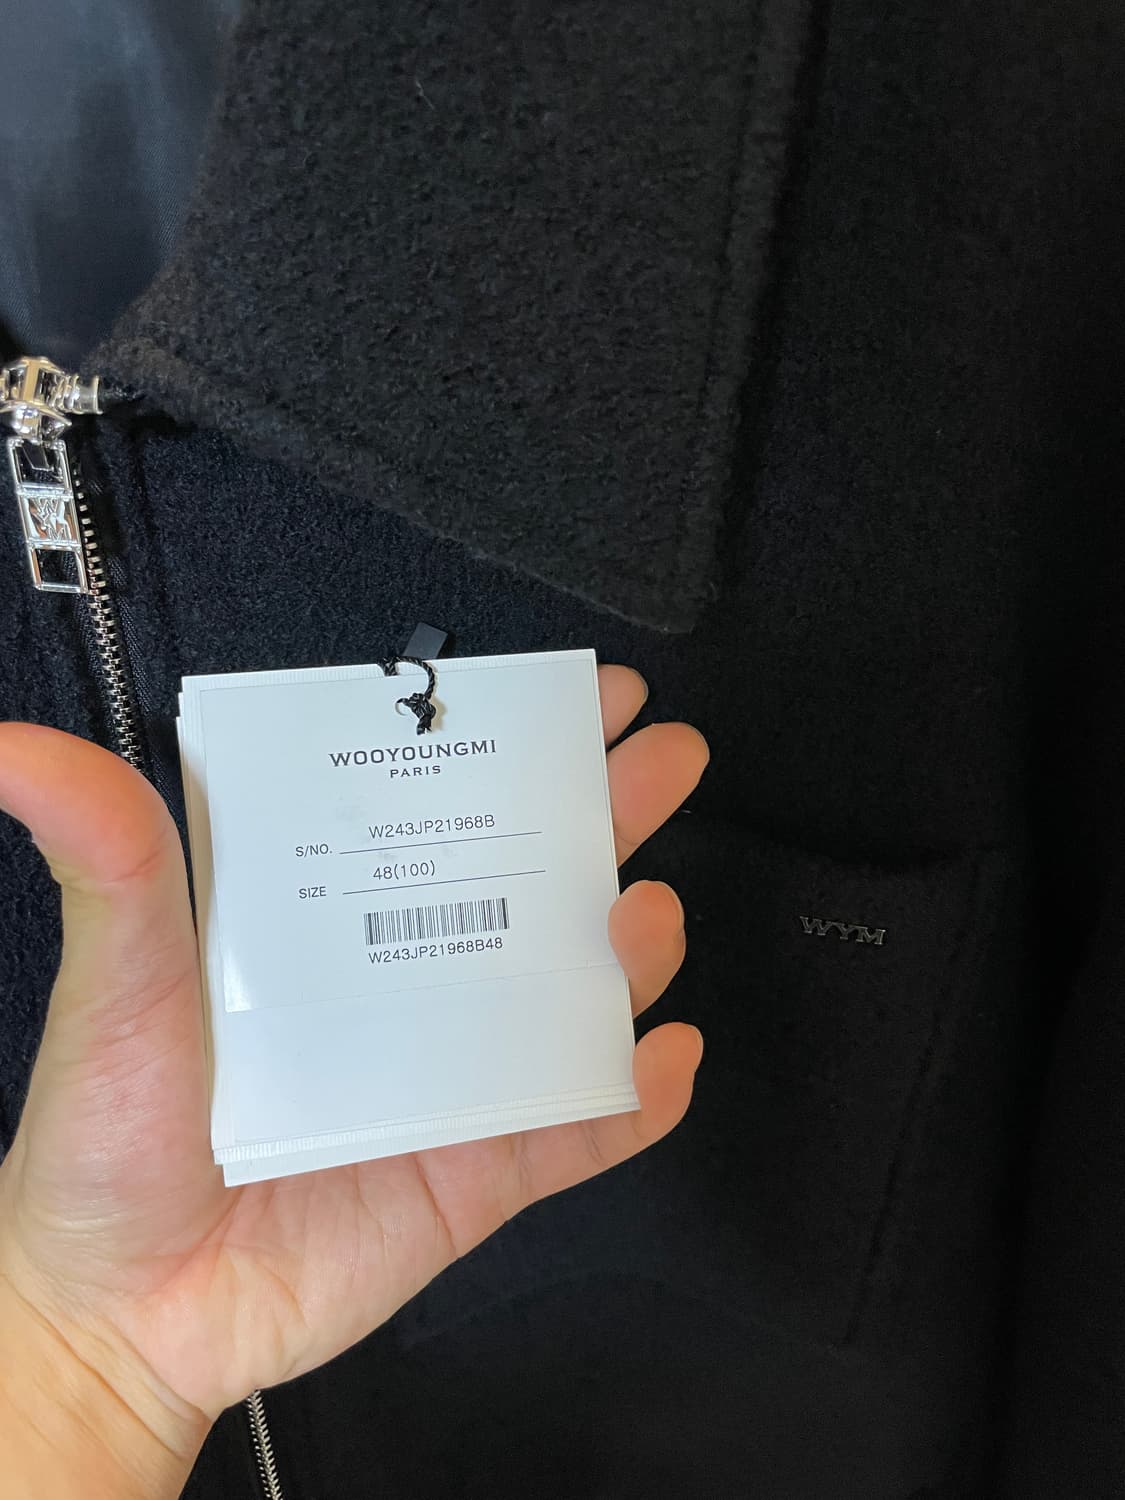 WOOYOUNGMI
PARIS
S/NO. W243JP21968B
SIZE 48(100)
W243JP21968B48
WYM